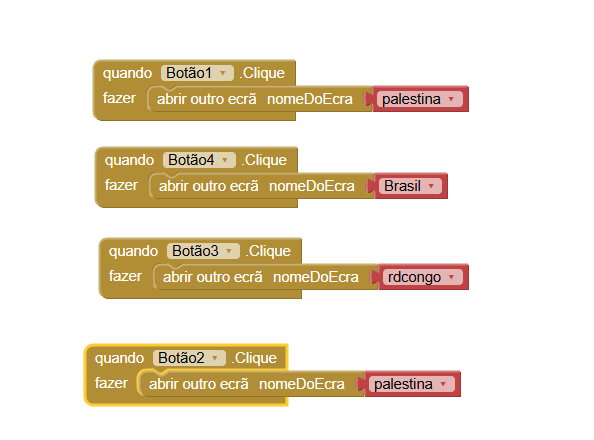 quando Botão1 .Clique
fazer abrir outro ecrã nomeDoEcra palestina
quando Botão4 .Clique
fazer abrir outro ecrã nomeDoEcra Brasil
quando Botão3 .Clique
fazer abrir outro ecrã nomeDoEcra rdcongo
quando Botão2 .Clique
fazer abrir outro ecrã nomeDoEcra palestina